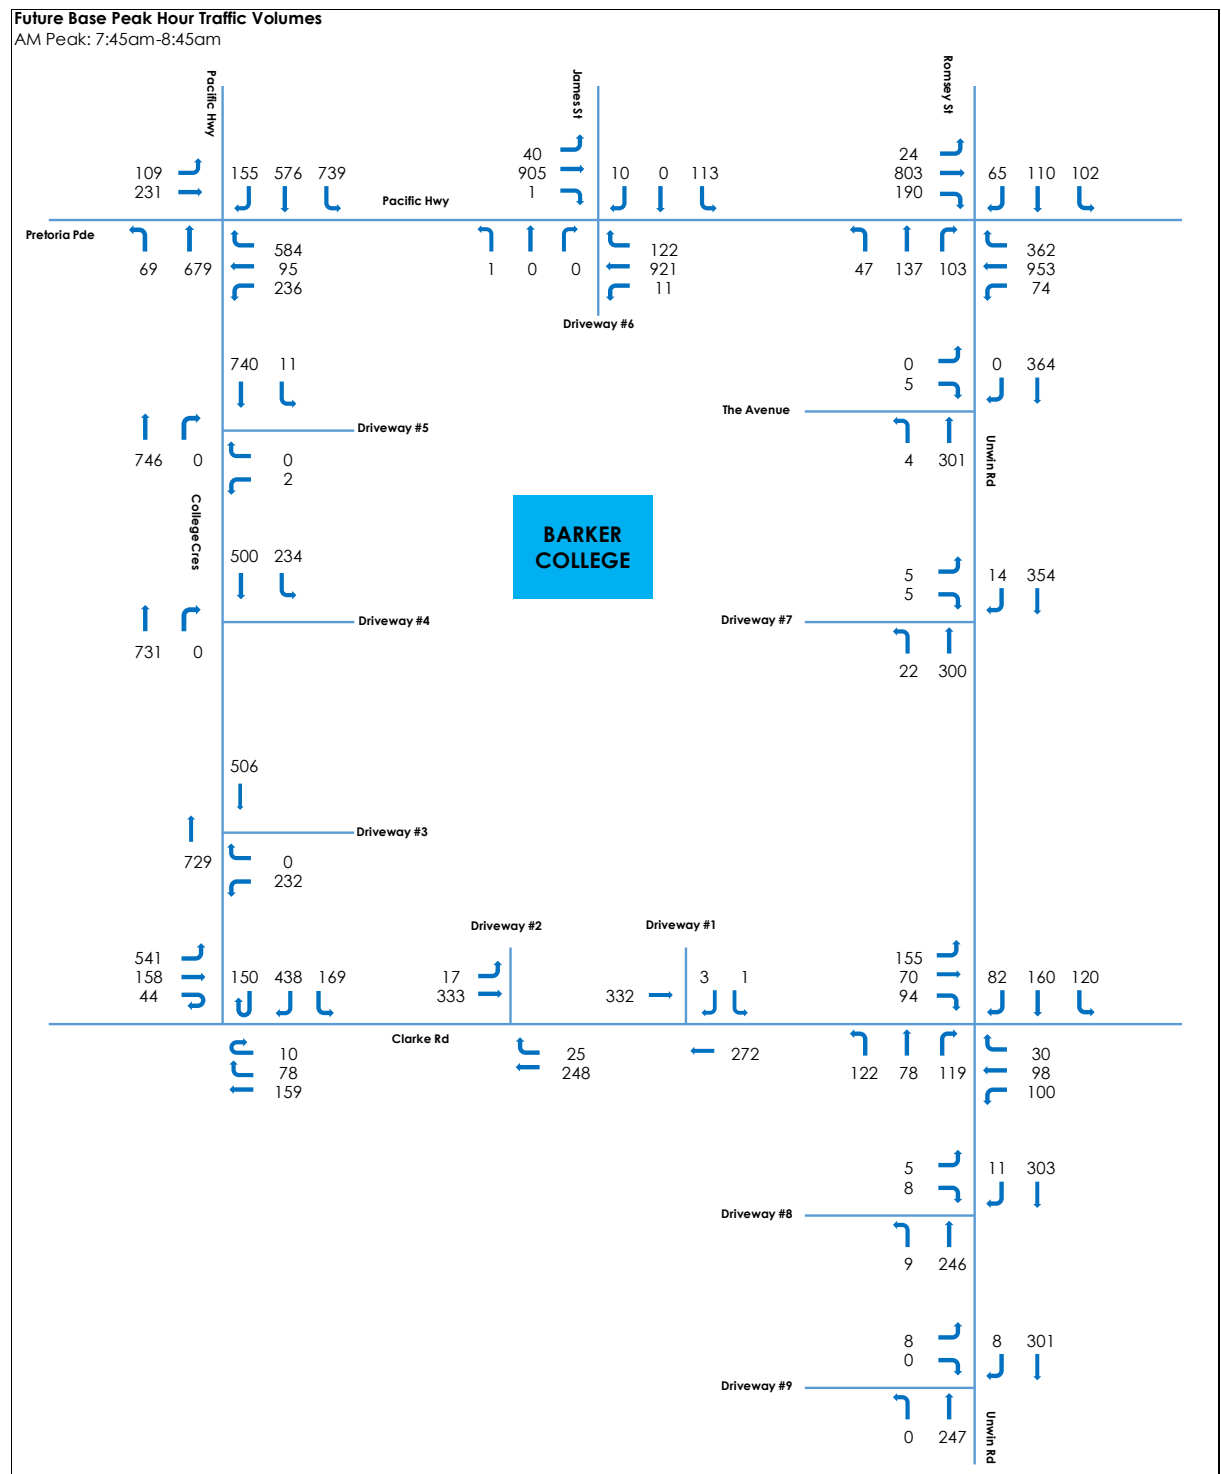 Future Base Peak Hour Traffic Volumes
AM Peak: 7:45am-8:45am
Pacific Hwy
James St
Romsey St
109
231
155 576 739
Pacific Hwy
40
905
1
10 0 113
24
803
190
65 110 102
Pretoria Pde
69 679
584
95
236
1 0 0
122
921
11
Driveway #6
47 137 103
362
953
74
740 11
0
5
0 364
The Avenue
Driveway #5
746 0
0
2
4 301
Unwin Rd
College Cres
BARKER
COLLEGE
500 234
5
5
14 354
Driveway #4
Driveway #7
731 0
22 300
506
Driveway #3
729
0
232
Driveway #2
Driveway #1
541
158
44
150 438 169
17
333
332
3 1
155
70
94
82 160 120
Clarke Rd
10
78
159
25
248
272
122 78 119
30
98
100
5
8
11 303
Driveway #8
9 246
8
0
8 301
Driveway #9
0 247
Unwin Rd